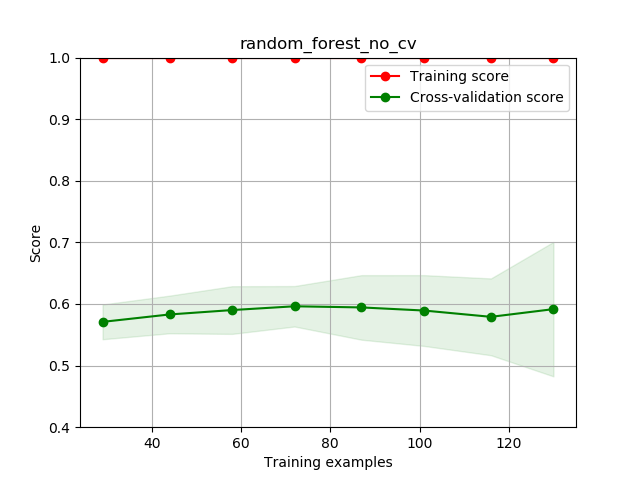 random_forest_no_cv
1.0
0.9
0.8
0.7
0.6
0.5
0.4
Score
Training score
Cross-validation score
40 60 80 100 120
Training examples